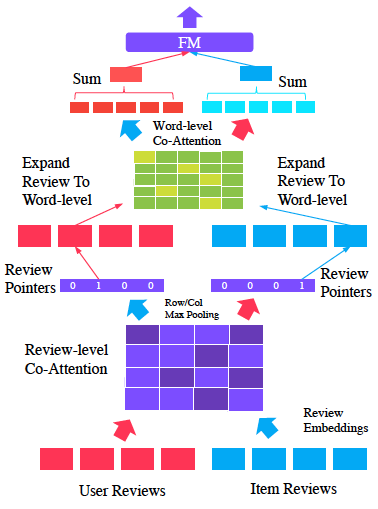 FM
Sum
Sum
Word-level
Co-Attention
Expand
Review To
Word-level
Expand
Review To
Word-level
Review
Pointers
0 1 0 0
0 0 0 1
Review
Pointers
Row/Col
Max Pooling
Review-level
Co-Attention
Review
Embeddings
User Reviews
Item Reviews